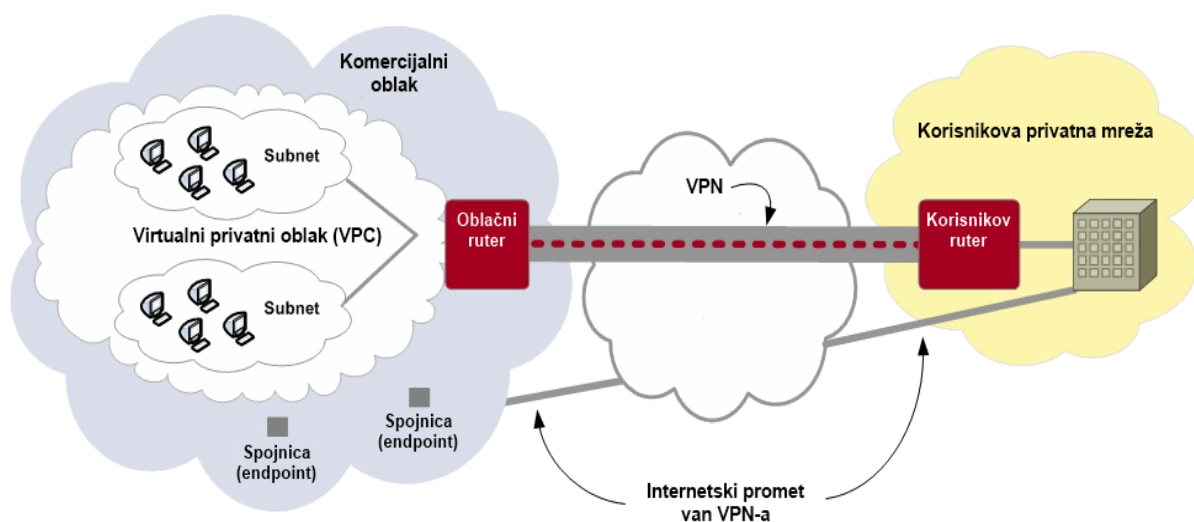 Komercijalni
oblak
Subnet
Virtualni privatni oblak (VPC)
Subnet
Oblačni
ruter
VPN
Korisnikova privatna mreža
Korisnikov
ruter
Spojnica
(endpoint)
Spojnica
(endpoint)
Internetski promet
van VPN-a